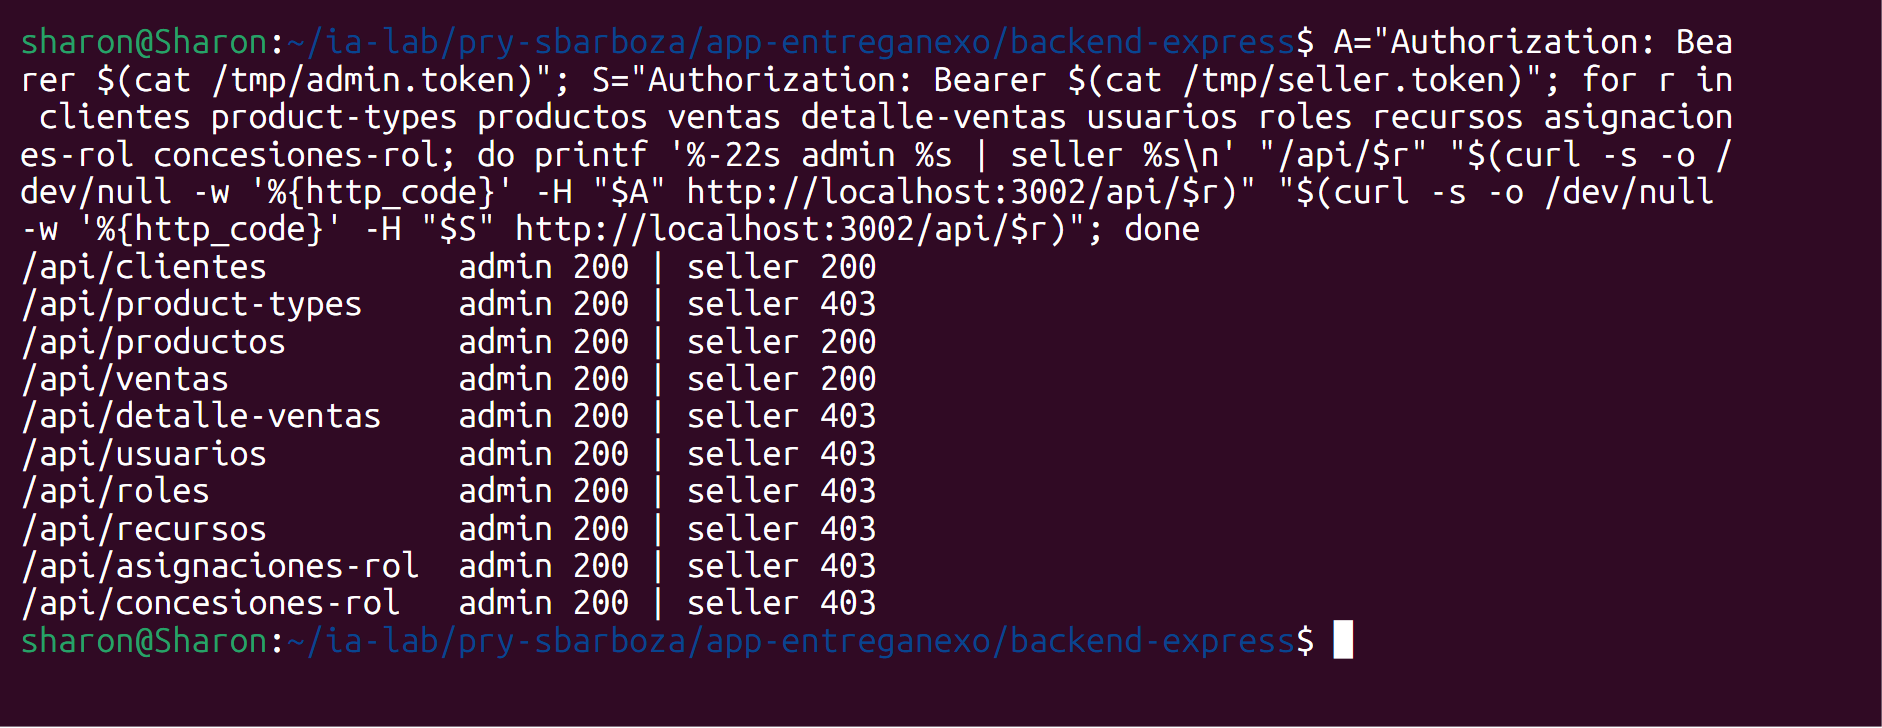 sharon@Sharon:~/ia-lab/pry-sbarboza/app-entreganexo/backend-express$ A="Authorization: Bea
rer $(cat /tmp/admin.token)"; S="Authorization: Bearer $(cat /tmp/seller.token)"; for r in
 clientes product-types productos ventas detalle-ventas usuarios roles recursos asignacion
es-rol concesiones-rol; do printf '%-22s admin %s | seller %s\n' "/api/$r" "$(curl -s -o /
dev/null -w '%{http_code}' -H "$A" http://localhost:3002/api/$r)" "$(curl -s -o /dev/null
-w '%{http_code}' -H "$S" http://localhost:3002/api/$r)"; done
/api/clientes          admin 200 | seller 200
/api/product-types     admin 200 | seller 403
/api/productos         admin 200 | seller 200
/api/ventas            admin 200 | seller 200
/api/detalle-ventas    admin 200 | seller 403
/api/usuarios          admin 200 | seller 403
/api/roles             admin 200 | seller 403
/api/recursos          admin 200 | seller 403
/api/asignaciones-rol  admin 200 | seller 403
/api/concesiones-rol   admin 200 | seller 403
sharon@Sharon:~/ia-lab/pry-sbarboza/app-entreganexo/backend-express$